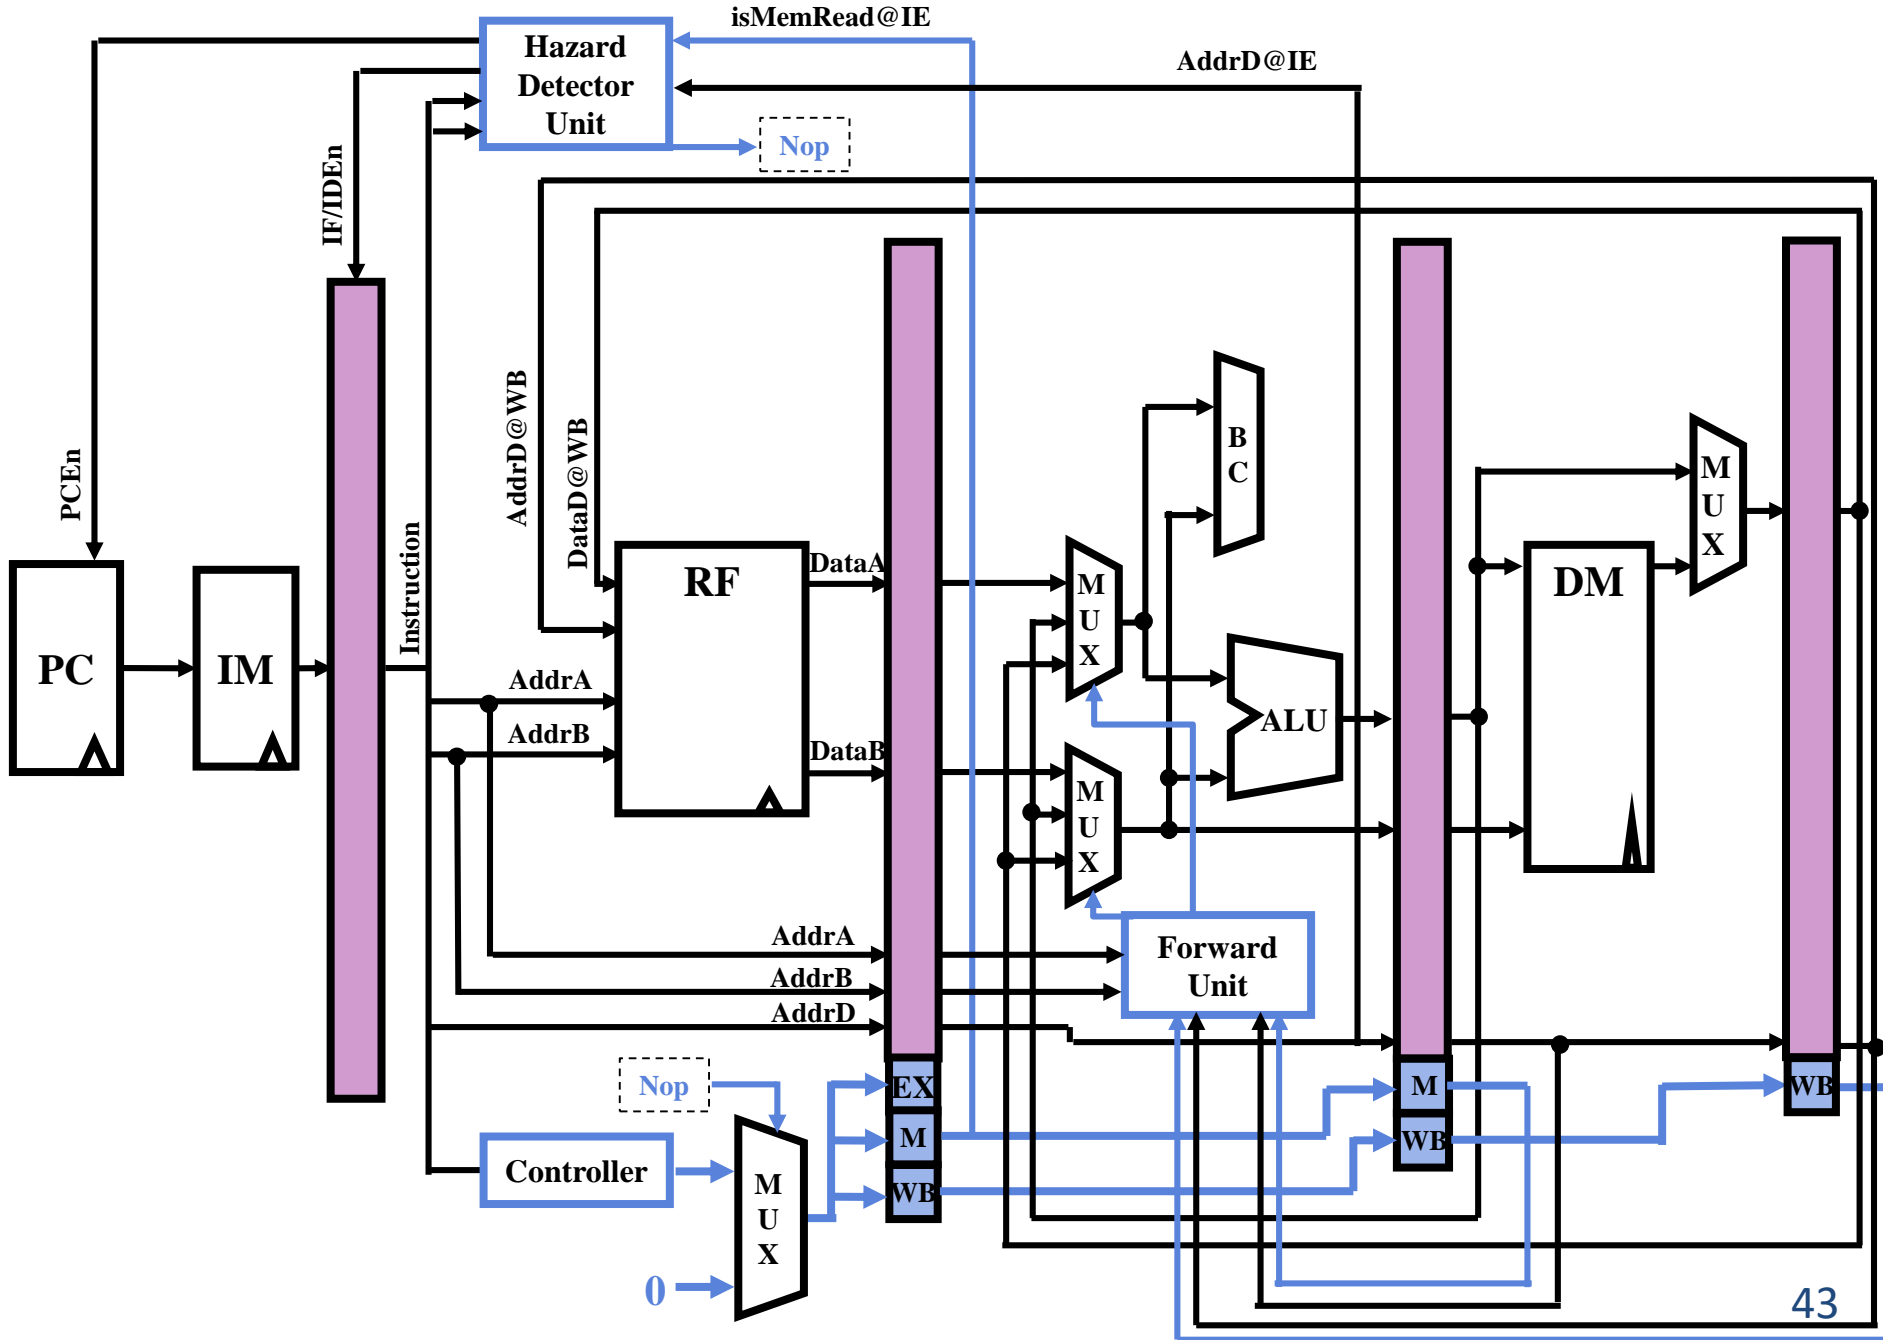 isMemRead@IE
Hazard
Detector
Unit
AddrD@IE
Nop
IF/IDEn
PCEn
AddrD@WB
DataD@WB
Instruction
B
C
M
U
X
PC
IM
RF
DataA
M
U
X
DM
AddrA
AddrB
DataB
ALU
M
U
X
AddrA
AddrB
AddrD
Forward
Unit
Nop
EX
M
WB
M
WB
WB
Controller
M
U
X
0
43